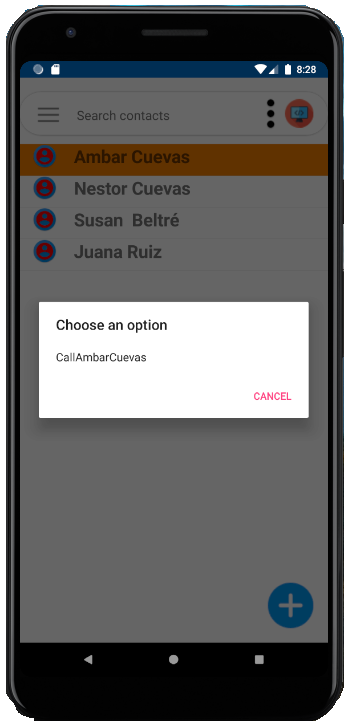 8:28
Search contacts
Ambar Cuevas
Nestor Cuevas
Susan  Beltré
Juana Ruiz
Choose an option
CallAmbarCuevas
CANCEL